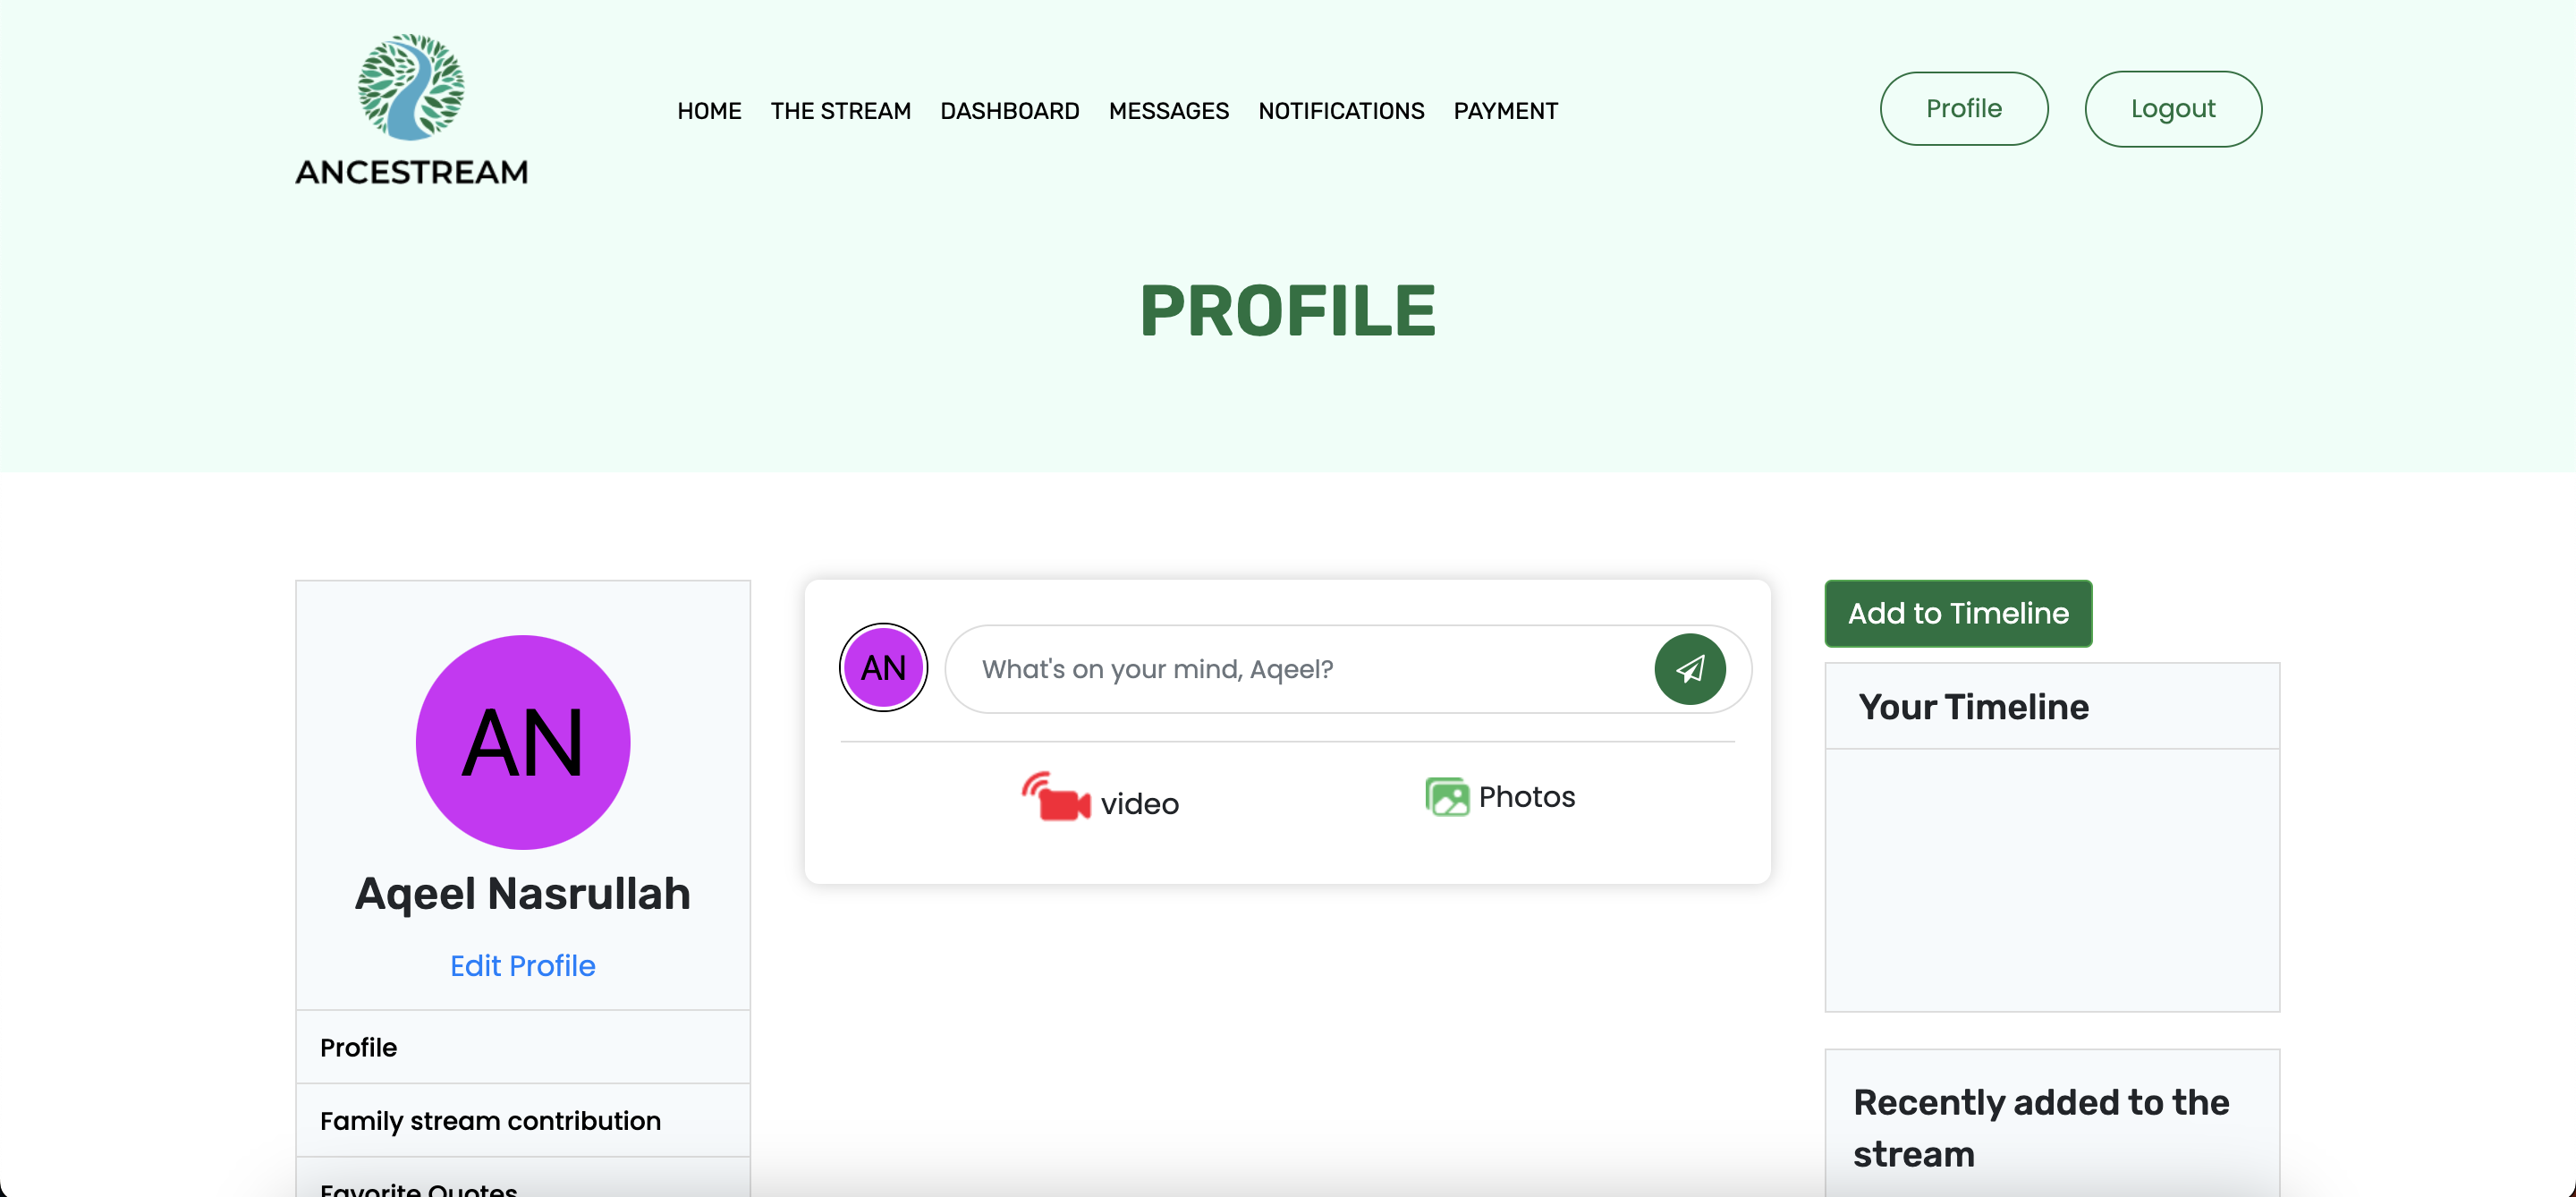 ANCESTREAM
HOME THE STREAM DASHBOARD MESSAGES NOTIFICATIONS PAYMENT
Profile Logout
PROFILE
AN
Aqeel Nasrullah
Edit Profile
Profile
Family stream contribution
Favorite Quotes
AN
What's on your mind, Aqeel?
video
Photos
Add to Timeline
Your Timeline
Recently added to the
stream